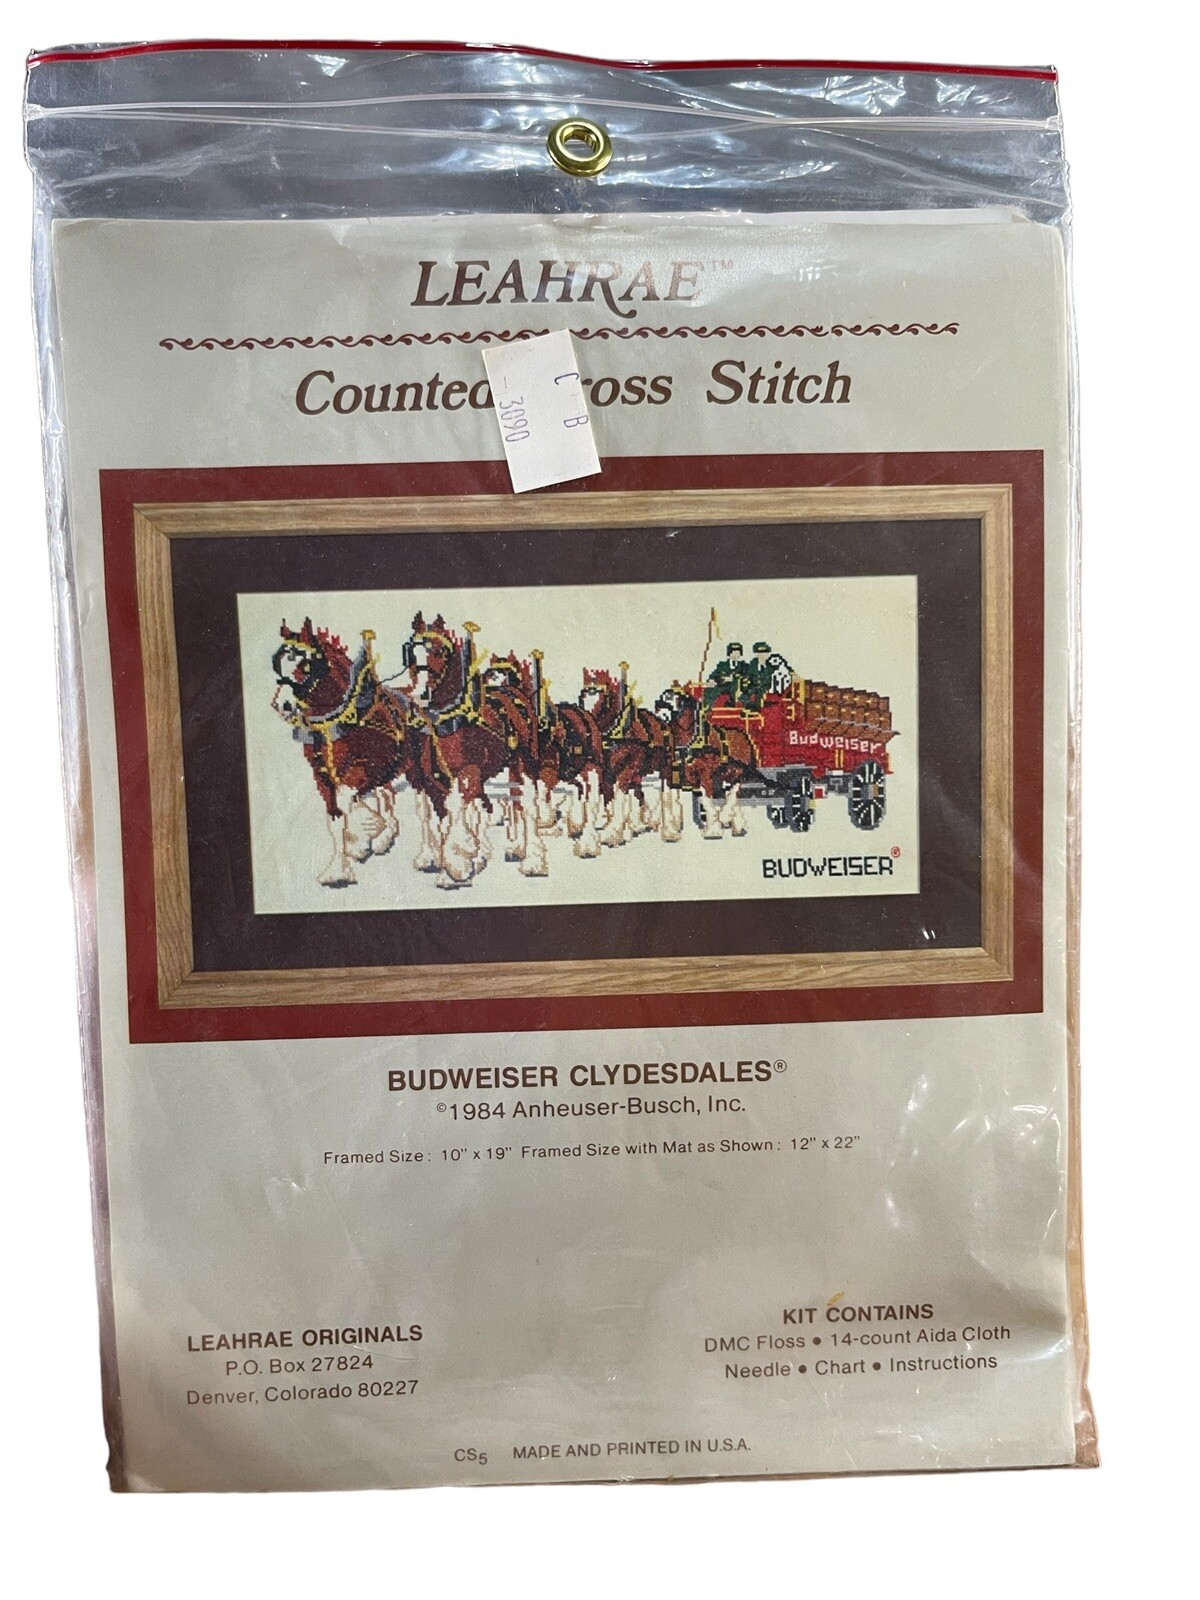 LEAHRAE™
Counted ross Stitch
C B
- 3090
Budweiser
BUDWEISER®
BUDWEISER CLYDESDALES®
©1984 Anheuser-Busch, Inc.
Framed Size: 10" x 19" Framed Size with Mat as Shown: 12" x 22"
LEAHRAE ORIGINALS
P.O. Box 27824
Denver, Colorado 80227
KIT CONTAINS
DMC Floss • 14-count Aida Cloth
Needle • Chart • Instructions
CS5 MADE AND PRINTED IN U.S.A.